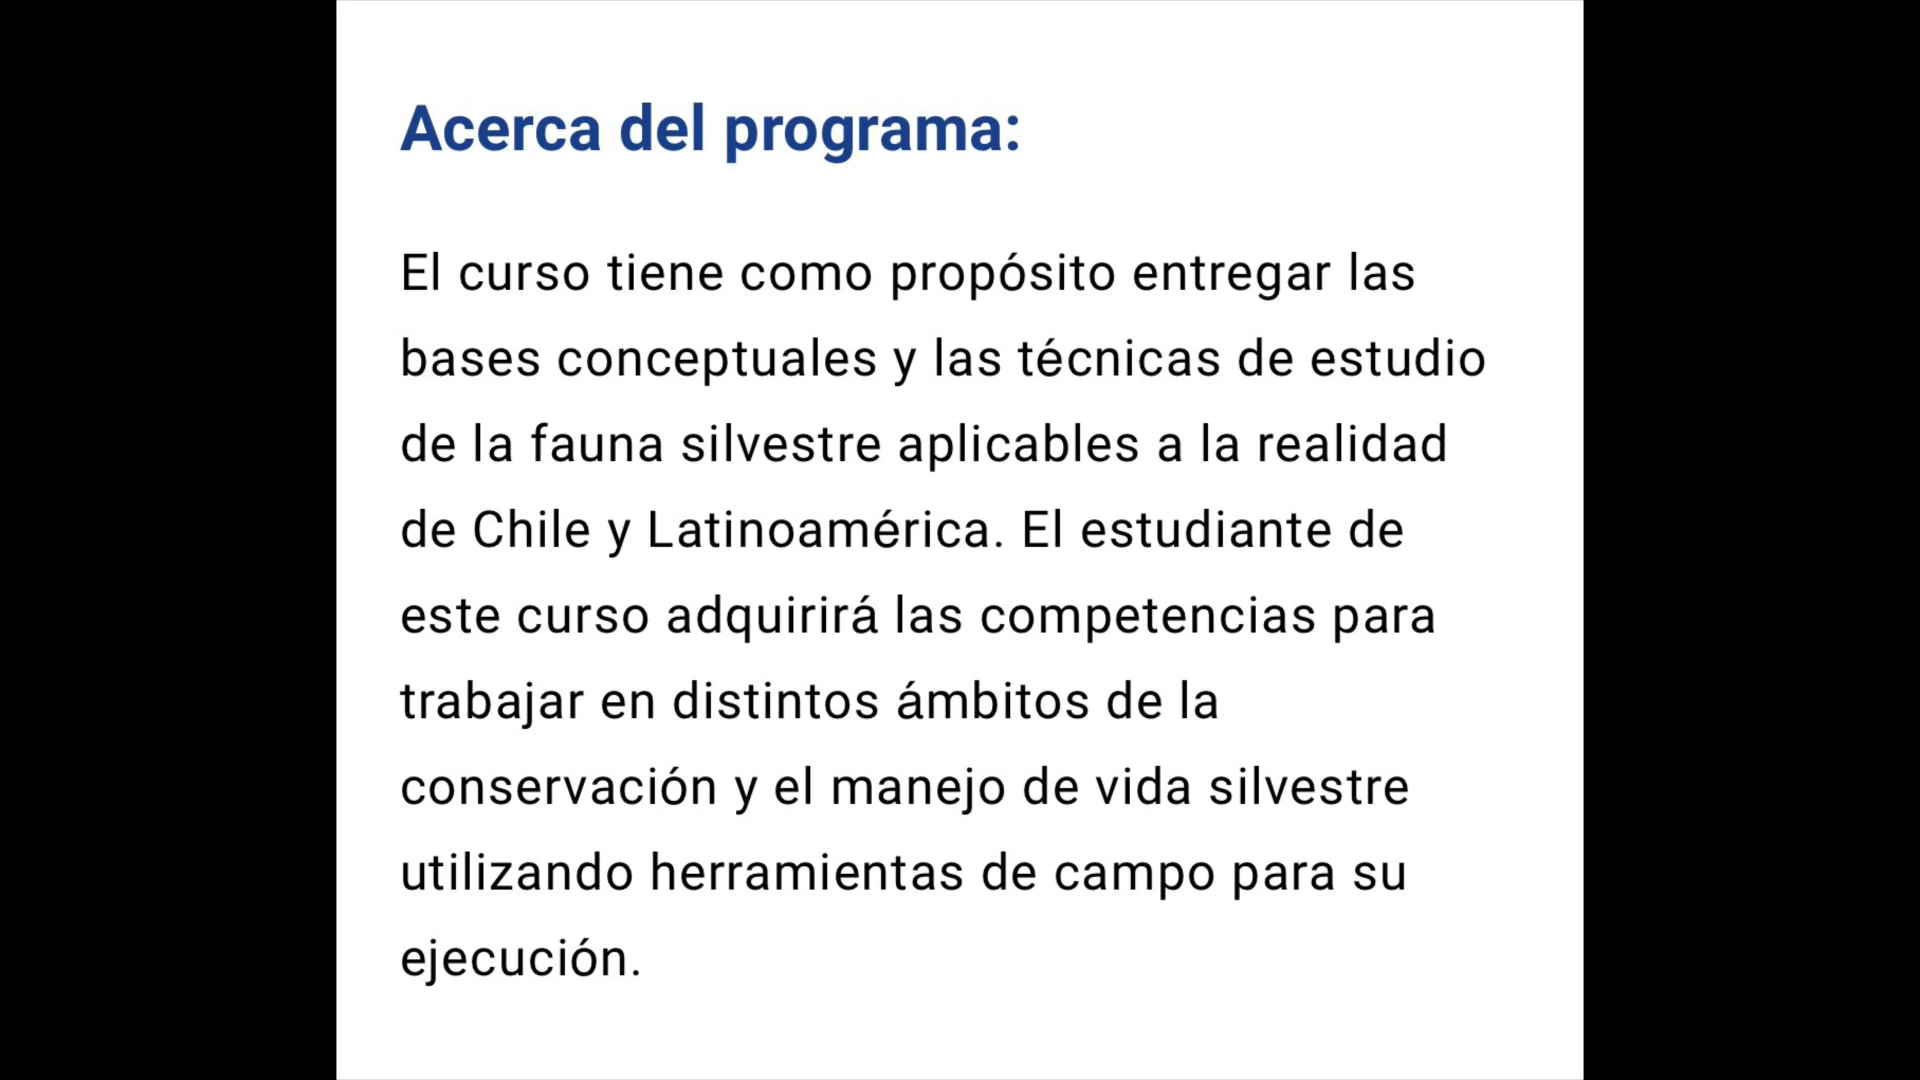 Acerca del programa:
El curso tiene como propósito entregar las
bases conceptuales y las técnicas de estudio
de la fauna silvestre aplicables a la realidad
de Chile y Latinoamérica. El estudiante de
este curso adquirirá las competencias para
trabajar en distintos ámbitos de la
conservación y el manejo de vida silvestre
utilizando herramientas de campo para su
ejecución.